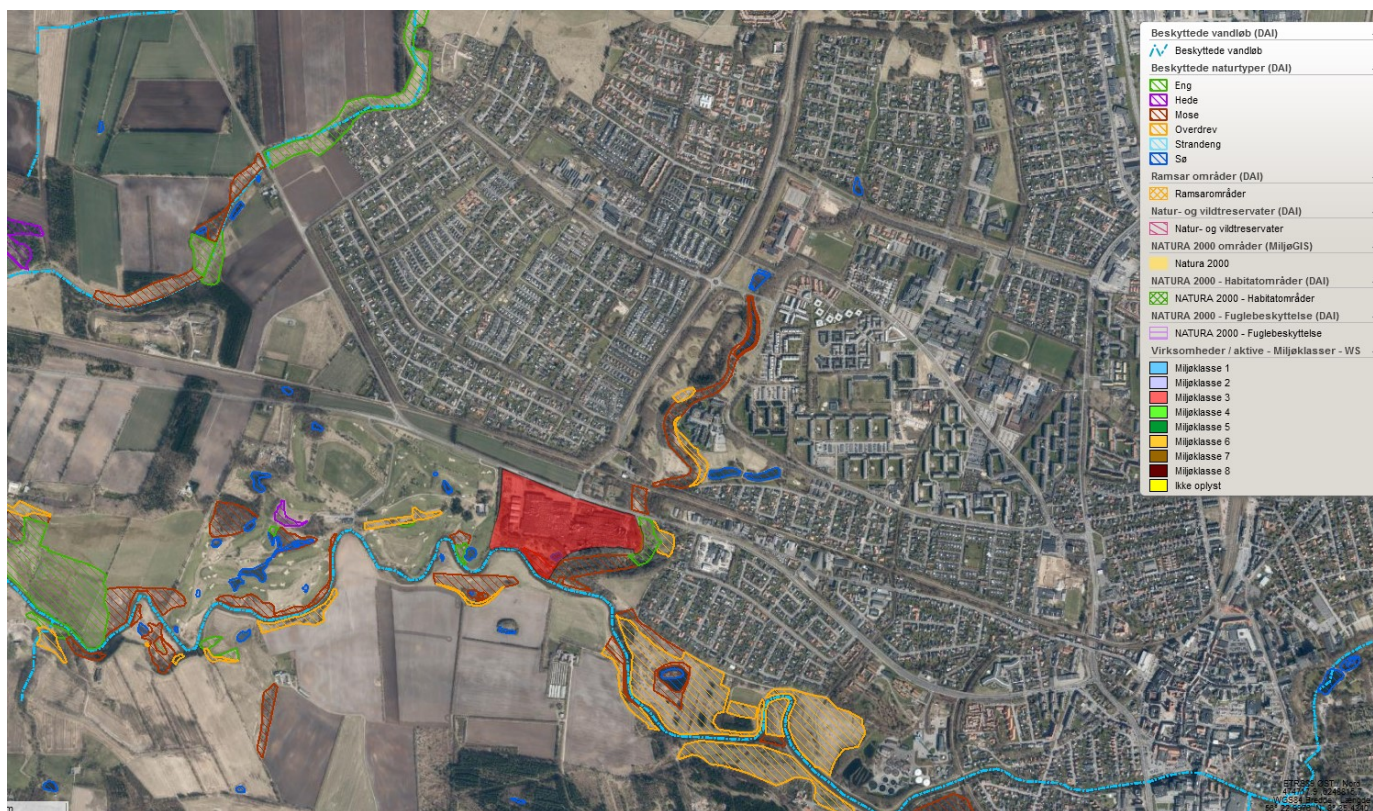 Beskyttede vandløb (DAI)
Beskyttede vandløb
Beskyttede naturtyper (DAI)
Eng
Hede
Mose
Overdrev
Strandeng
Sø
Ramsar områder (DAI)
Ramsarområder
Natur- og vildtreservater (DAI)
Natur- og vildtreservater
NATURA 2000 områder (MiljøGIS)
Natura 2000
NATURA 2000 - Habitatområder (DAI)
NATURA 2000 - Habitatområder
NATURA 2000 - Fuglebeskyttelse (DAI)
NATURA 2000 - Fuglebeskyttelse
Virksomheder / aktive - Miljøklasser - WS
Miljøklasse 1
Miljøklasse 2
Miljøklasse 3
Miljøklasse 4
Miljøklasse 5
Miljøklasse 6
Miljøklasse 7
Miljøklasse 8
Ikke oplyst
m